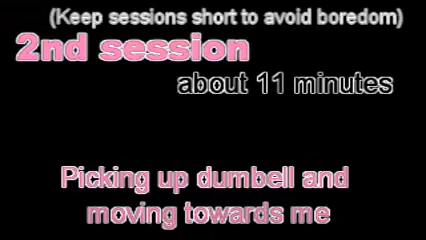 (Keep sessions short to avoid boredom)
2nd session
about 11 minutes
Picking up dumbell and
moving towards me